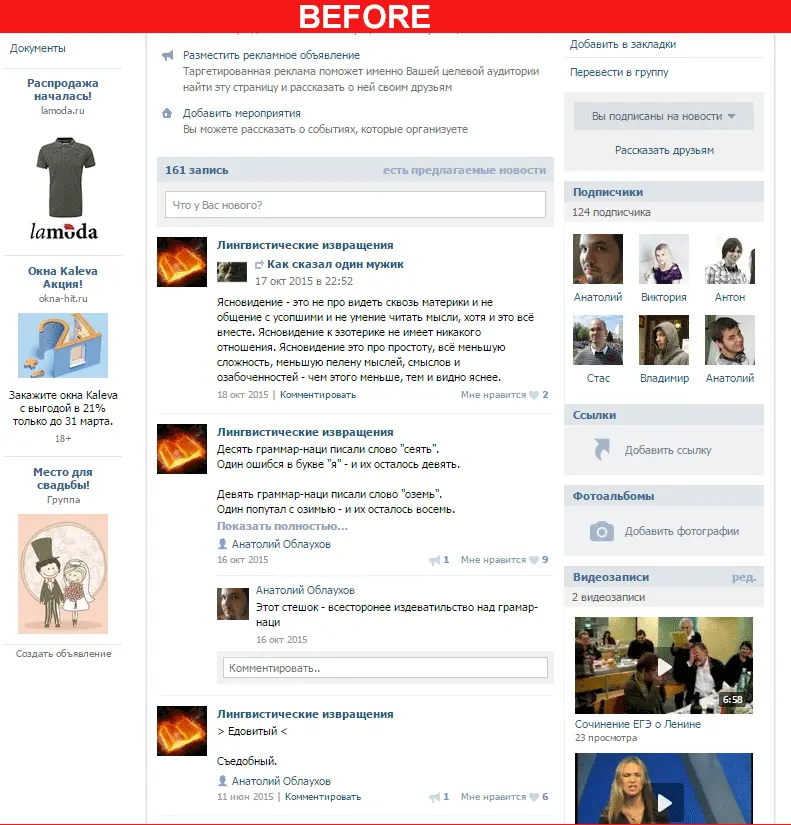 BEFORE
Документы
Распродажа
началась!
lamoda.ru
lamoda
Окна Kaleva
Акция!
okna-hit.ru
Закажите окна Kaleva
с выгодой в 21%
только до 31 марта.
18+
Место для
свадьбы!
Группа
Создать объявление
Разместить рекламное объявление
Таргетированная реклама поможет именно Вашей целевой аудитории
найти эту страницу и рассказать о ней своим друзьям
Добавить мероприятия
Вы можете рассказать о событиях, которые организуете
161 запись
есть предлагаемые новости
Что у Вас нового?
Лингвистические извращения
Как сказал один мужик
17 окт 2015 в 22:52
Ясновидение - это не про видеть сквозь материки и не
общение с усопшими и не умение читать мысли, хотя и это всё
вместе. Ясновидение к эзотерике не имеет никакого
отношения. Ясновидение это про простоту, всё меньшую
сложность, меньшую пелену мыслей, смыслов и
озабоченностей - чем этого меньше, тем и видно яснее.
18 окт 2015 | Комментировать
Мне нравится 2
Лингвистические извращения
Десять граммар-наци писали слово "сеять".
Один ошибся в букве "я" - и их осталось девять.
Девять граммар-наци писали слово "оземь".
Один попутал с озимью - и их осталось восемь.
Показать полностью…
Анатолий Облаухов
16 окт 2015
1 Мне нравится 9
Анатолий Облаухов
Этот стешок - всесторонее издеватильство над грамар-
наци
16 окт 2015
Комментировать..
Лингвистические извращения
> Едовитый <
Съедобный.
Анатолий Облаухов
11 июн 2015 | Комментировать
1 Мне нравится 6
Добавить в закладки
Перевести в группу
Вы подписаны на новости
Рассказать друзьям
Подписчики
124 подписчика
Анатолий Виктория Антон
Стас Владимир Анатолий
Ссылки
Добавить ссылку
Фотоальбомы
Добавить фотографии
Видеозаписи ред.
2 видеозаписи
6:58
Сочинение ЕГЭ о Ленине
23 просмотра